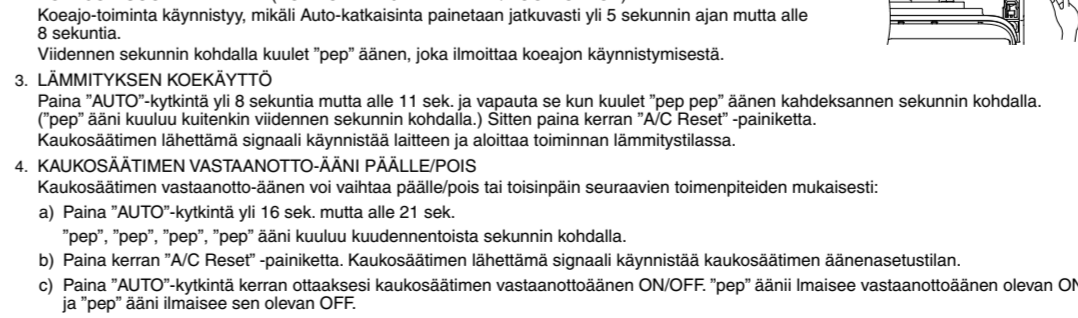 Koeajo-toiminta käynnistyy, mikäli Auto-katkaisinta painetaan jatkuvasti yli 5 sekunnin ajan mutta alle
8 sekuntia.
Viidennen sekunnin kohdalla kuulet ”pep” äänen, joka ilmoittaa koeajon käynnistymisestä.
3. LÄMMITYKSEN KOEKÄYTTÖ
Paina ”AUTO”-kytkintä yli 8 sekuntia mutta alle 11 sek. ja vapauta se kun kuulet ”pep pep” äänen kahdeksannen sekunnin kohdalla.
(”pep” ääni kuuluu kuitenkin viidennen sekunnin kohdalla.) Sitten paina kerran ”A/C Reset” -painiketta.
Kaukosäätimen lähettämä signaali käynnistää laitteen ja aloittaa toiminnan lämmitystilassa.
4. KAUKOSÄÄTIMEN VASTAANOTTO-ÄÄNI PÄÄLLE/POIS
Kaukosäätimen vastaanotto-äänen voi vaihtaa päälle/pois tai toisinpäin seuraavien toimenpiteiden mukaisesti:
a) Paina ”AUTO”-kytkintä yli 16 sek. mutta alle 21 sek.
”pep”, ”pep”, ”pep”, ”pep” ääni kuuluu kuudennentoista sekunnin kohdalla.
b) Paina kerran ”A/C Reset” -painiketta. Kaukosäätimen lähettämä signaali käynnistää kaukosäätimen äänenasetustilan.
c) Paina ”AUTO”-kytkintä kerran ottaaksesi kaukosäätimen vastaanottoäänen ON/OFF. ”pep” äänii lmaisee vastaanottoäänen olevan ON
ja ”pep” ääni ilmaisee sen olevan OFF.